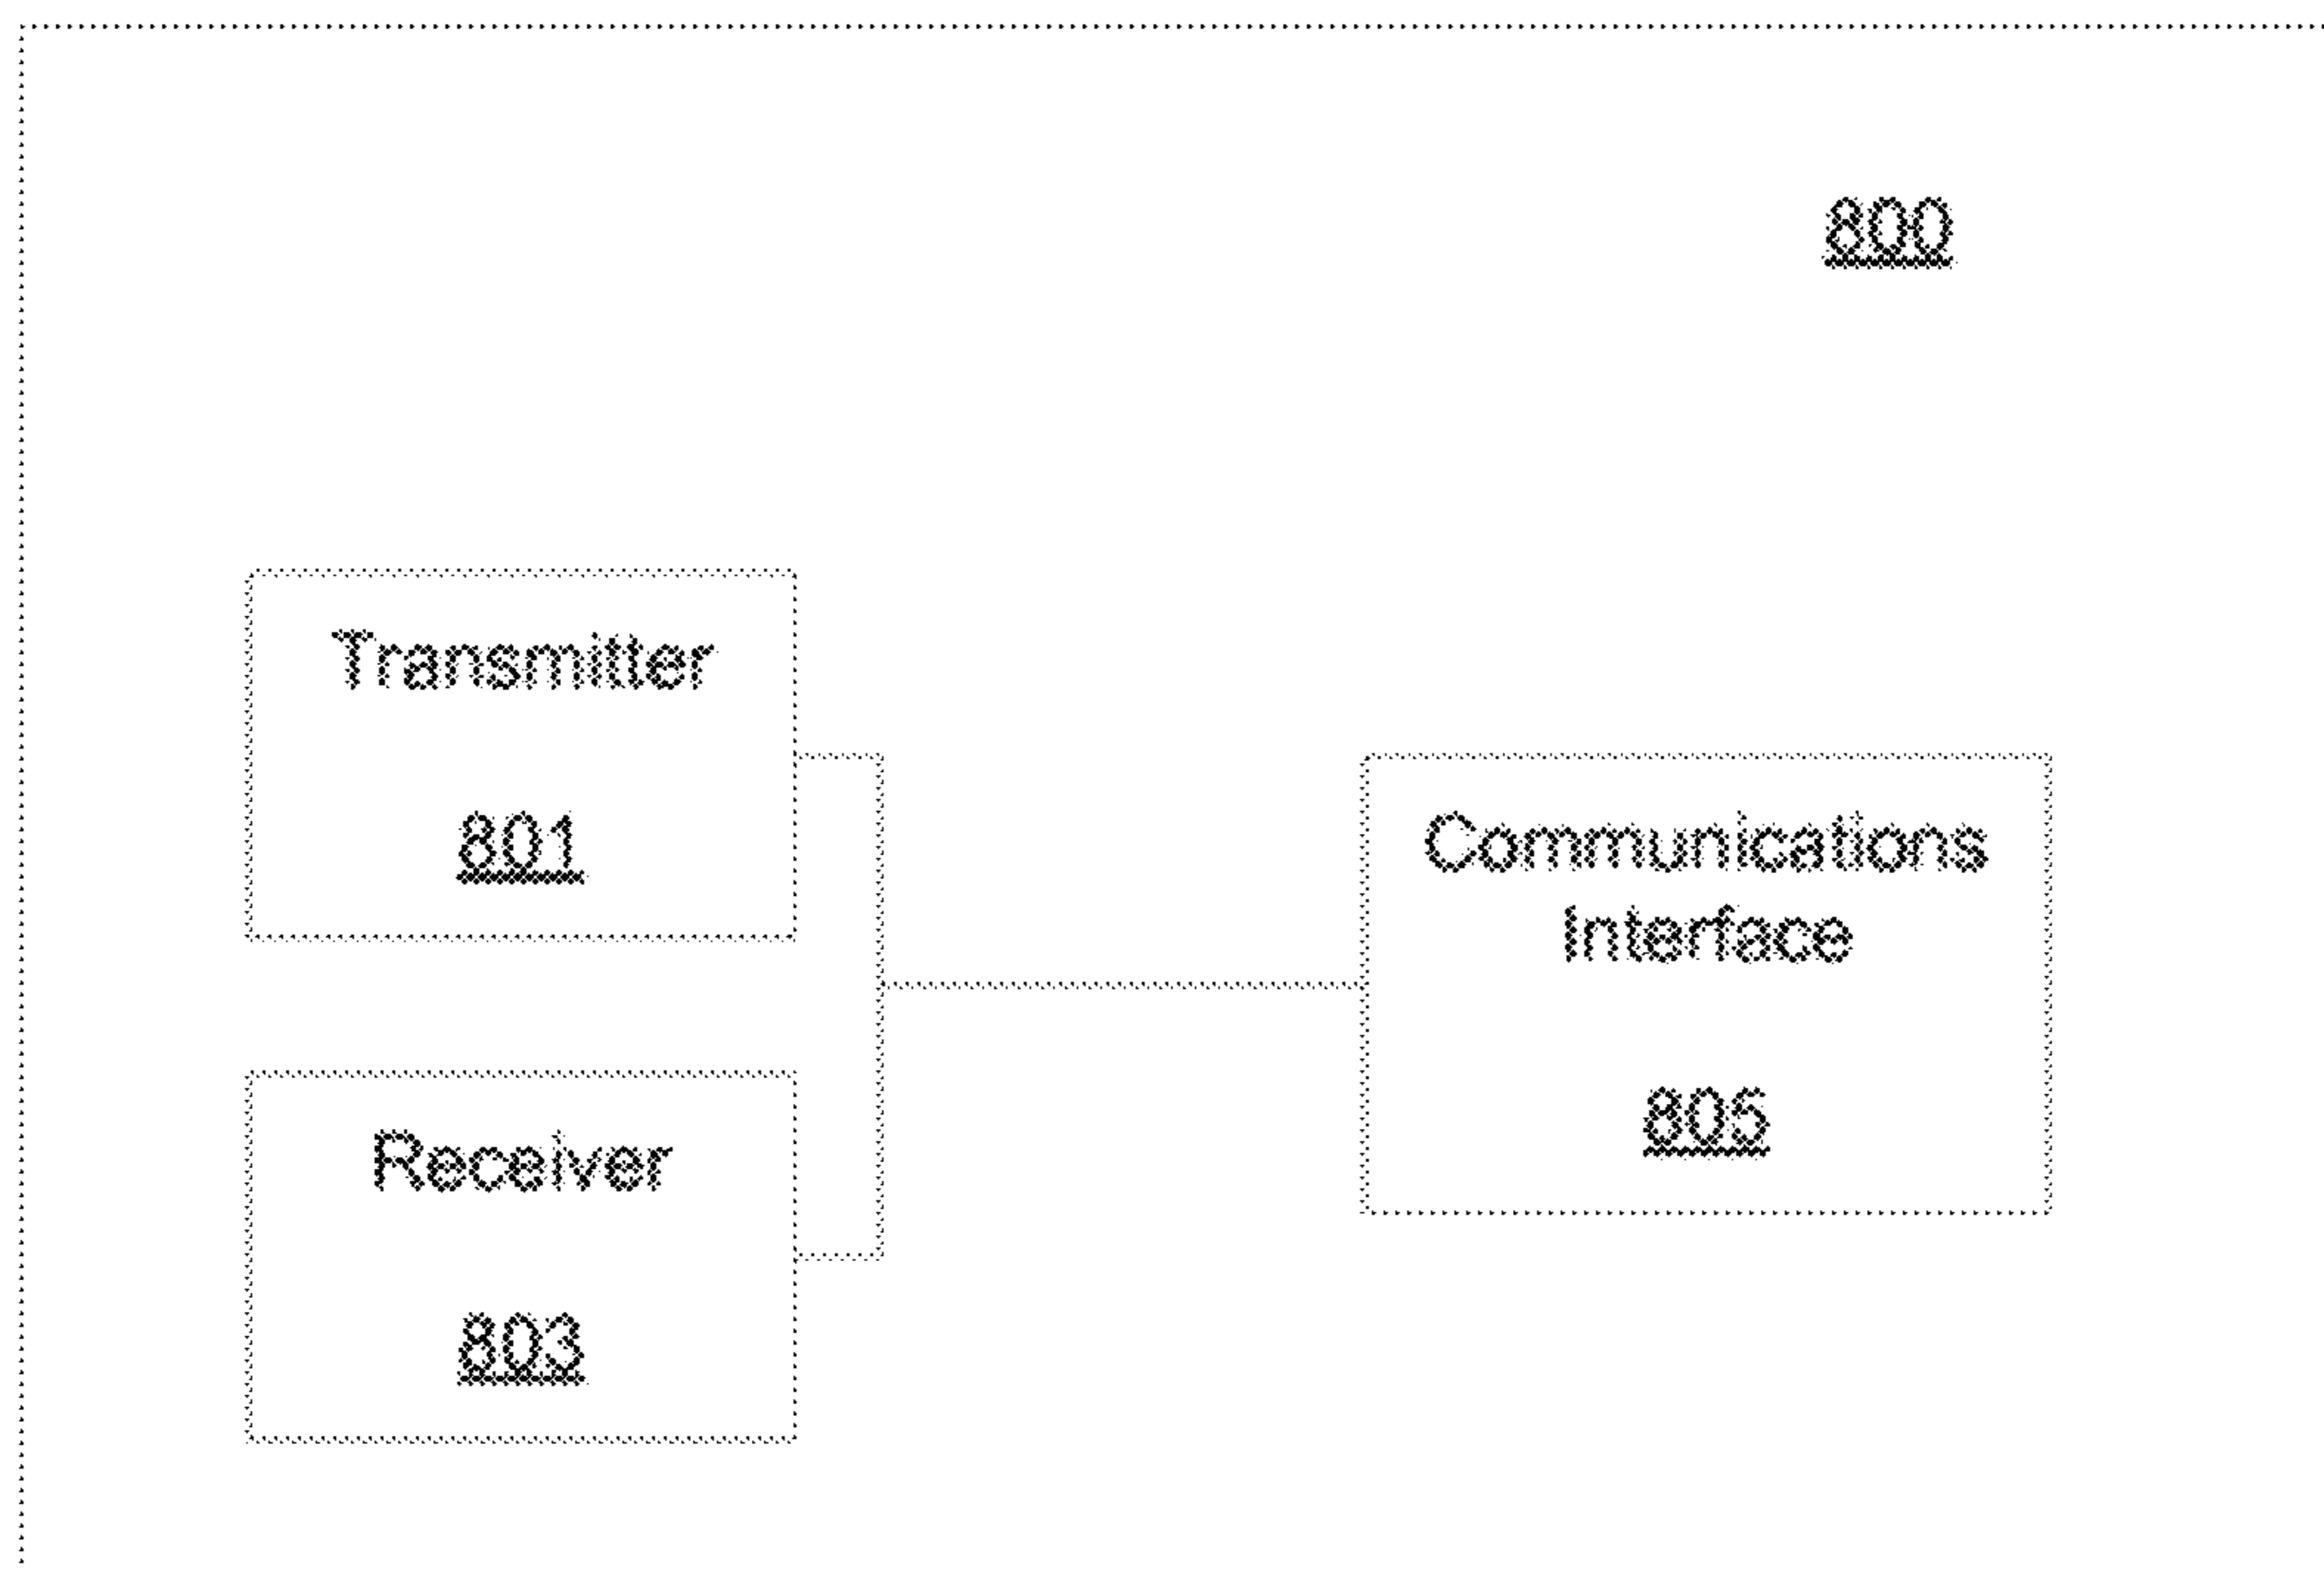 800
Transmitter
801
Communications
Interface
805
Receiver
803